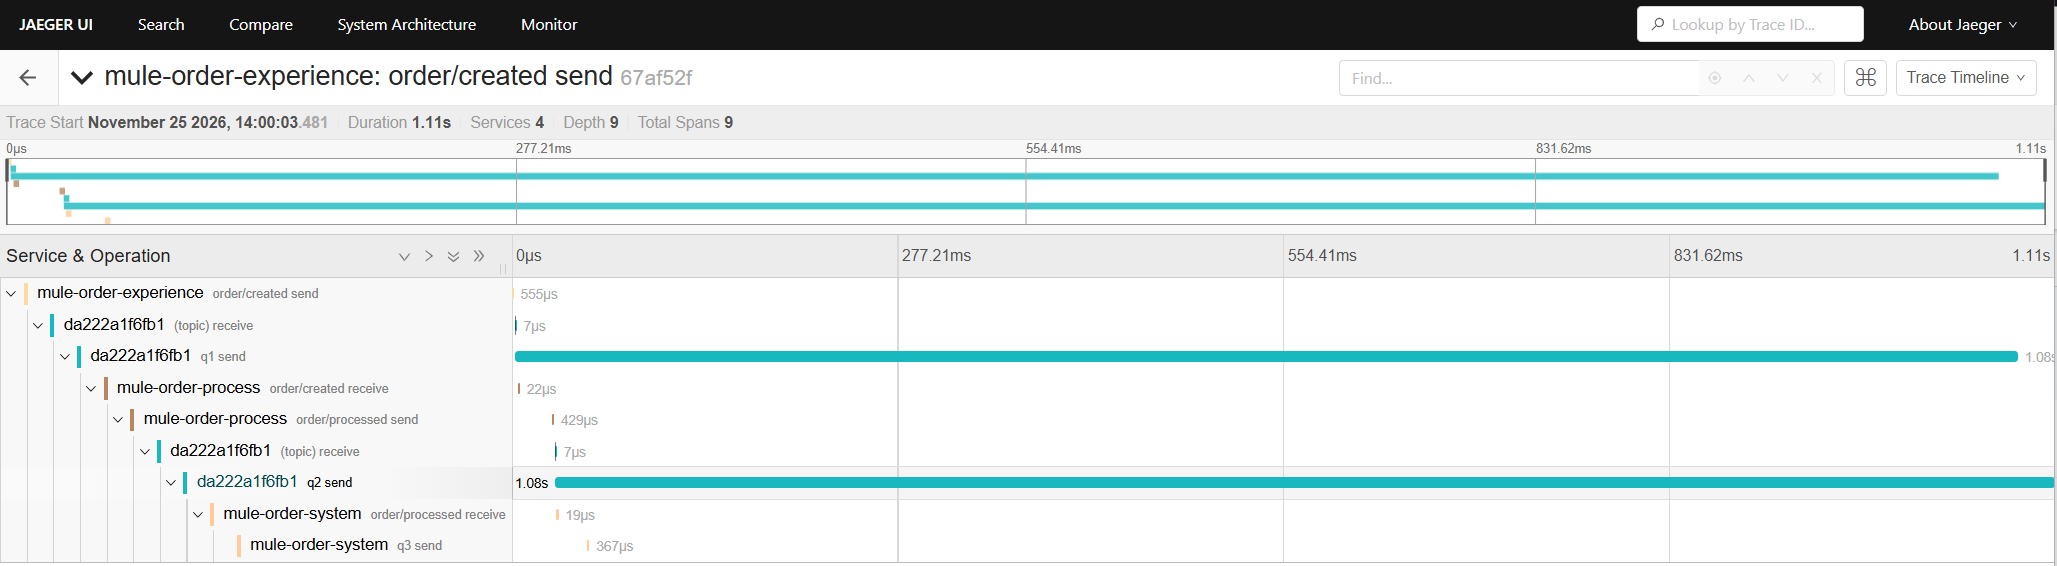 JAEGER UI Search Compare System Architecture Monitor Lookup by Trace ID... About Jaeger
mule-order-experience: order/created send 67af52f Find... Trace Timeline
Trace Start November 25 2026, 14:00:03.481 Duration 1.11s Services 4 Depth 9 Total Spans 9
0μs 277.21ms 554.41ms 831.62ms 1.11s
Service & Operation 0μs 277.21ms 554.41ms 831.62ms 1.11s
mule-order-experience order/created send 555μs
da222a1f6fb1 (topic) receive 7μs
da222a1f6fb1 q1 send 1.08s
mule-order-process order/created receive 22μs
mule-order-process order/processed send 429μs
da222a1f6fb1 (topic) receive 7μs
da222a1f6fb1 q2 send 1.08s
mule-order-system order/processed receive 19μs
mule-order-system q3 send 367μs